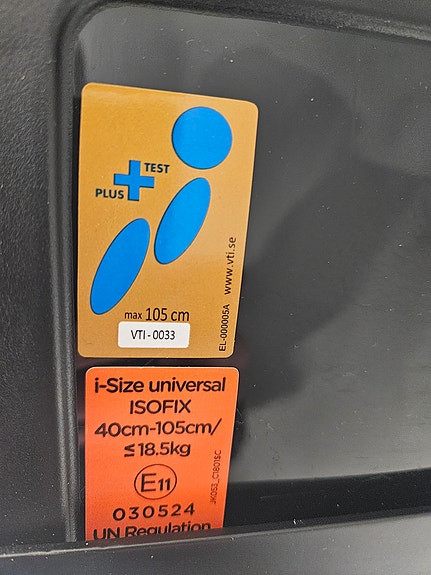 TEST
PLUS
www.vti.se
max 105 cm
VTI - 0033
EL-000005A
i-Size universal
ISOFIX
40cm-105cm/
≤18.5kg
E11
030524
UN Regulation